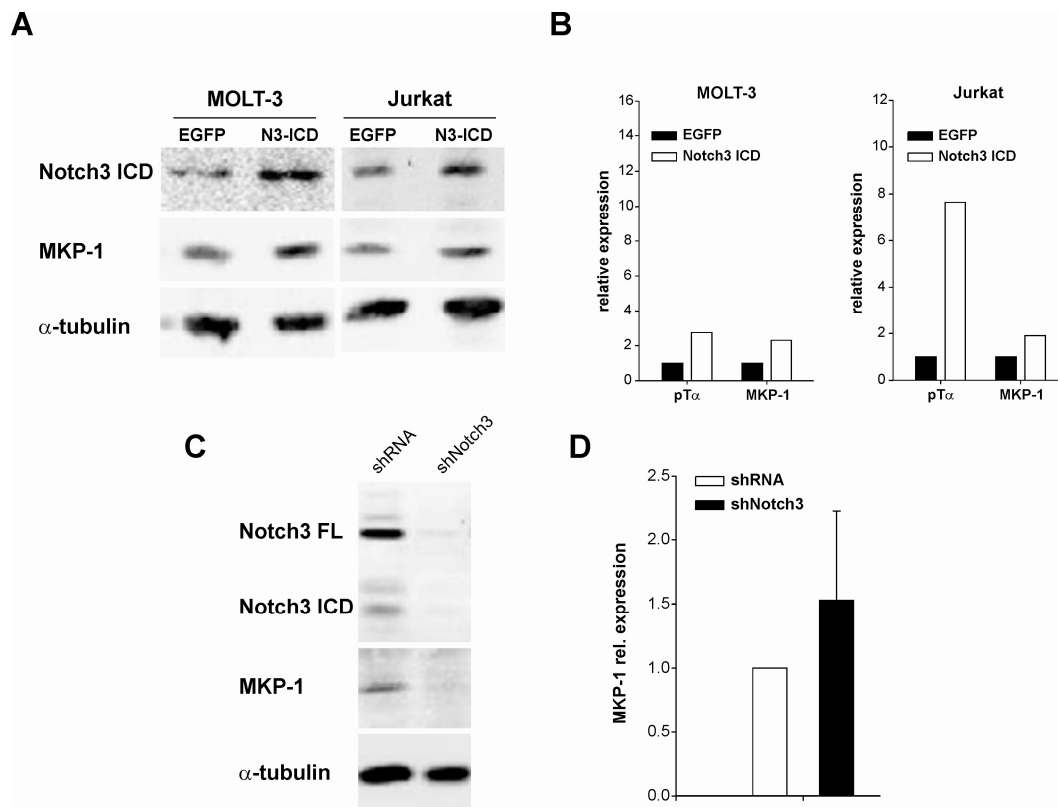 A
MOLT-3 Jurkat
EGFP N3-ICD EGFP N3-ICD
Notch3 ICD
MKP-1
α-tubulin
B
MOLT-3
EGFP
Notch3 ICD
relative expression
16
14
12
10
8
6
4
2
0
pTα MKP-1
Jurkat
EGFP
Notch3 ICD
relative expression
12
10
8
6
4
2
0
pTα MKP-1
C
shRNA shNotch3
Notch3 FL
Notch3 ICD
MKP-1
α-tubulin
D
shRNA
shNotch3
MKP-1 rel. expression
2.5
2.0
1.5
1.0
0.5
0.0